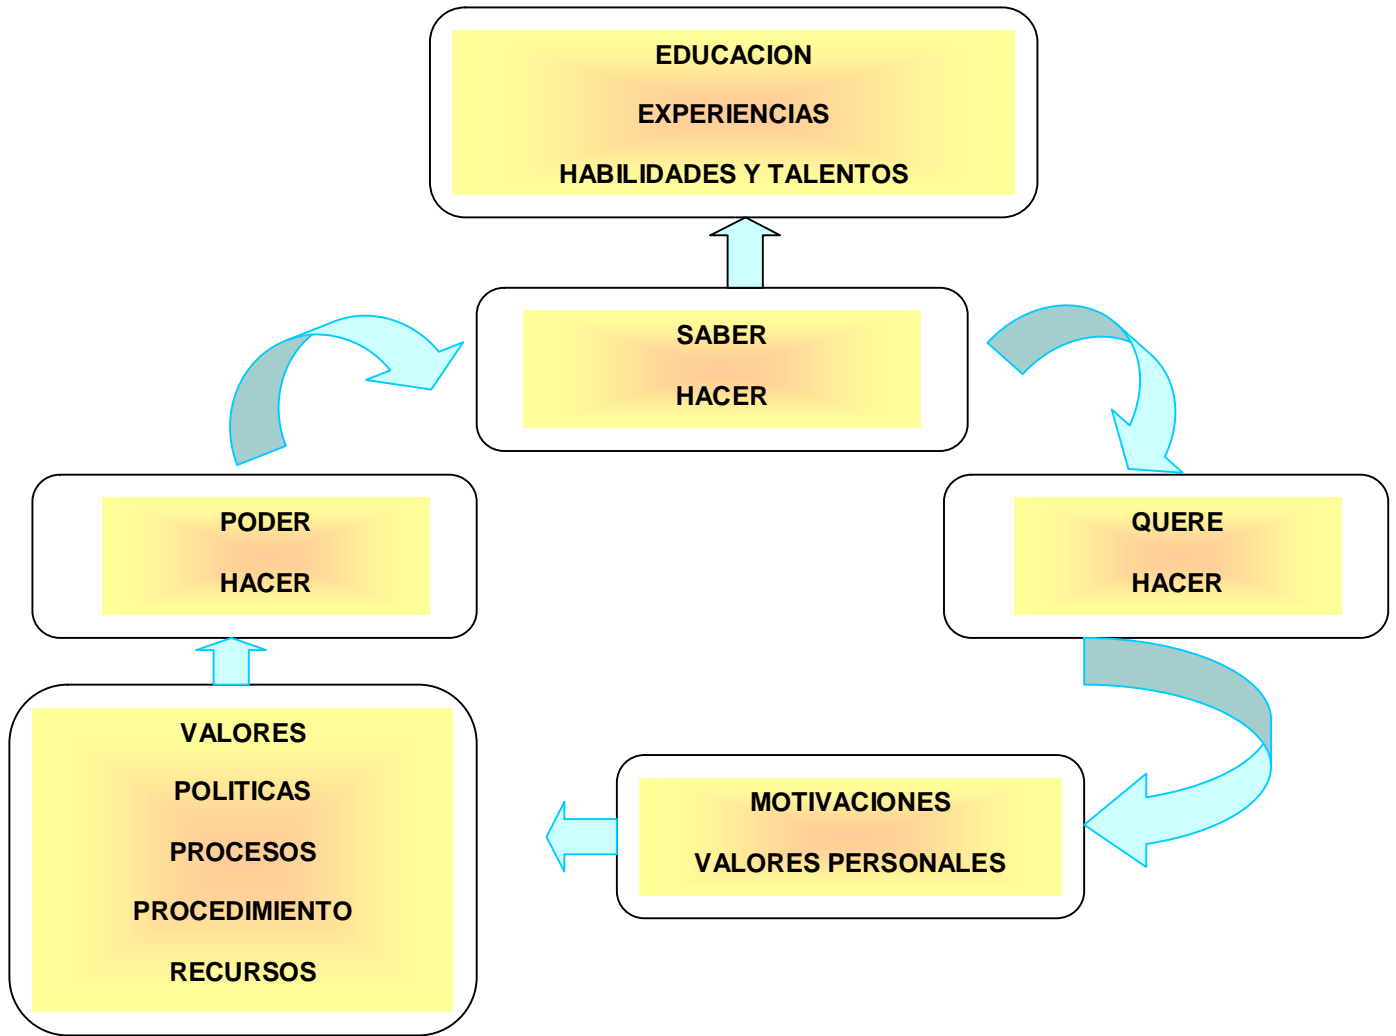 EDUCACION
EXPERIENCIAS
HABILIDADES Y TALENTOS
SABER
HACER
PODER
HACER
QUERE
HACER
VALORES
POLITICAS
PROCESOS
PROCEDIMIENTO
RECURSOS
MOTIVACIONES
VALORES PERSONALES